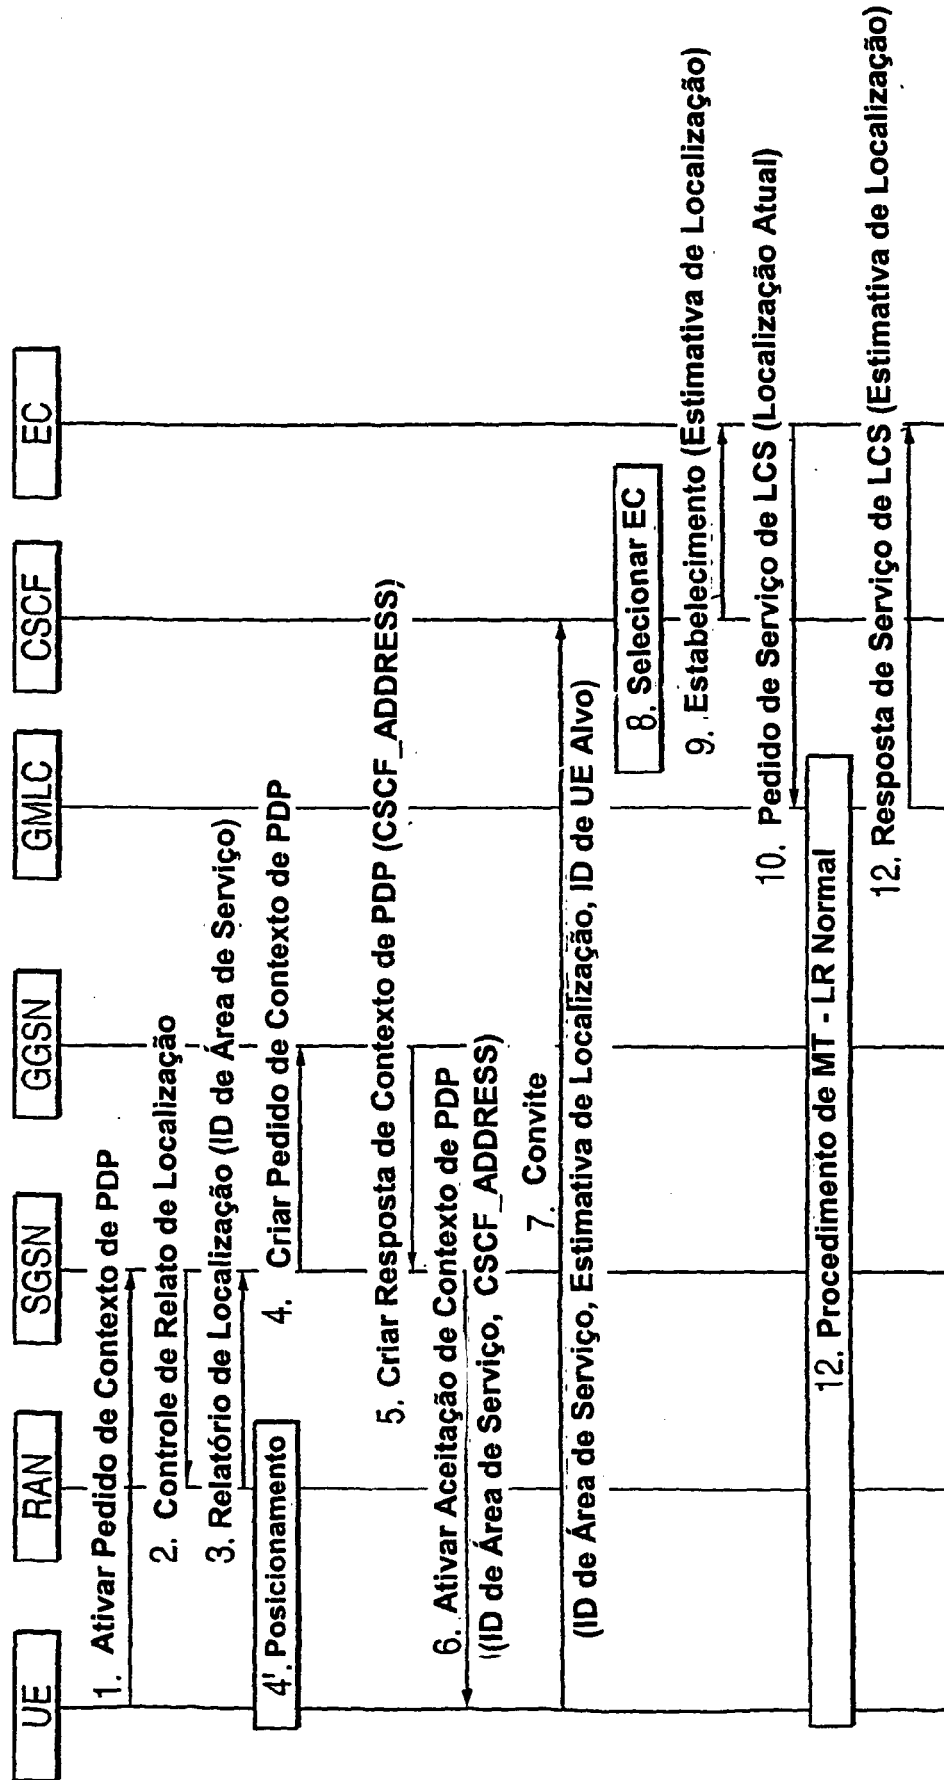 UE
RAN
SGSN
GGSN
GMLC
CSCF
EC
1. Ativar Pedido de Contexto de PDP
2. Controle de Relato de Localização
3. Relatório de Localização (ID de Área de Serviço)
4'. Posicionamento
4. Criar Pedido de Contexto de PDP
5. Criar Resposta de Contexto de PDP (CSCF_ADDRESS)
6. Ativar Aceitação de Contexto de PDP
(ID de Área de Serviço, CSCF_ADDRESS)
7. Convite
(ID de Área de Serviço, Estimativa de Localização, ID de UE Alvo)
8. Selecionar EC
9. Estabelecimento (Estimativa de Localização)
10. Pedido de Serviço de LCS (Localização Atual)
12. Procedimento de MT - LR Normal
12. Resposta de Serviço de LCS (Estimativa de Localização)